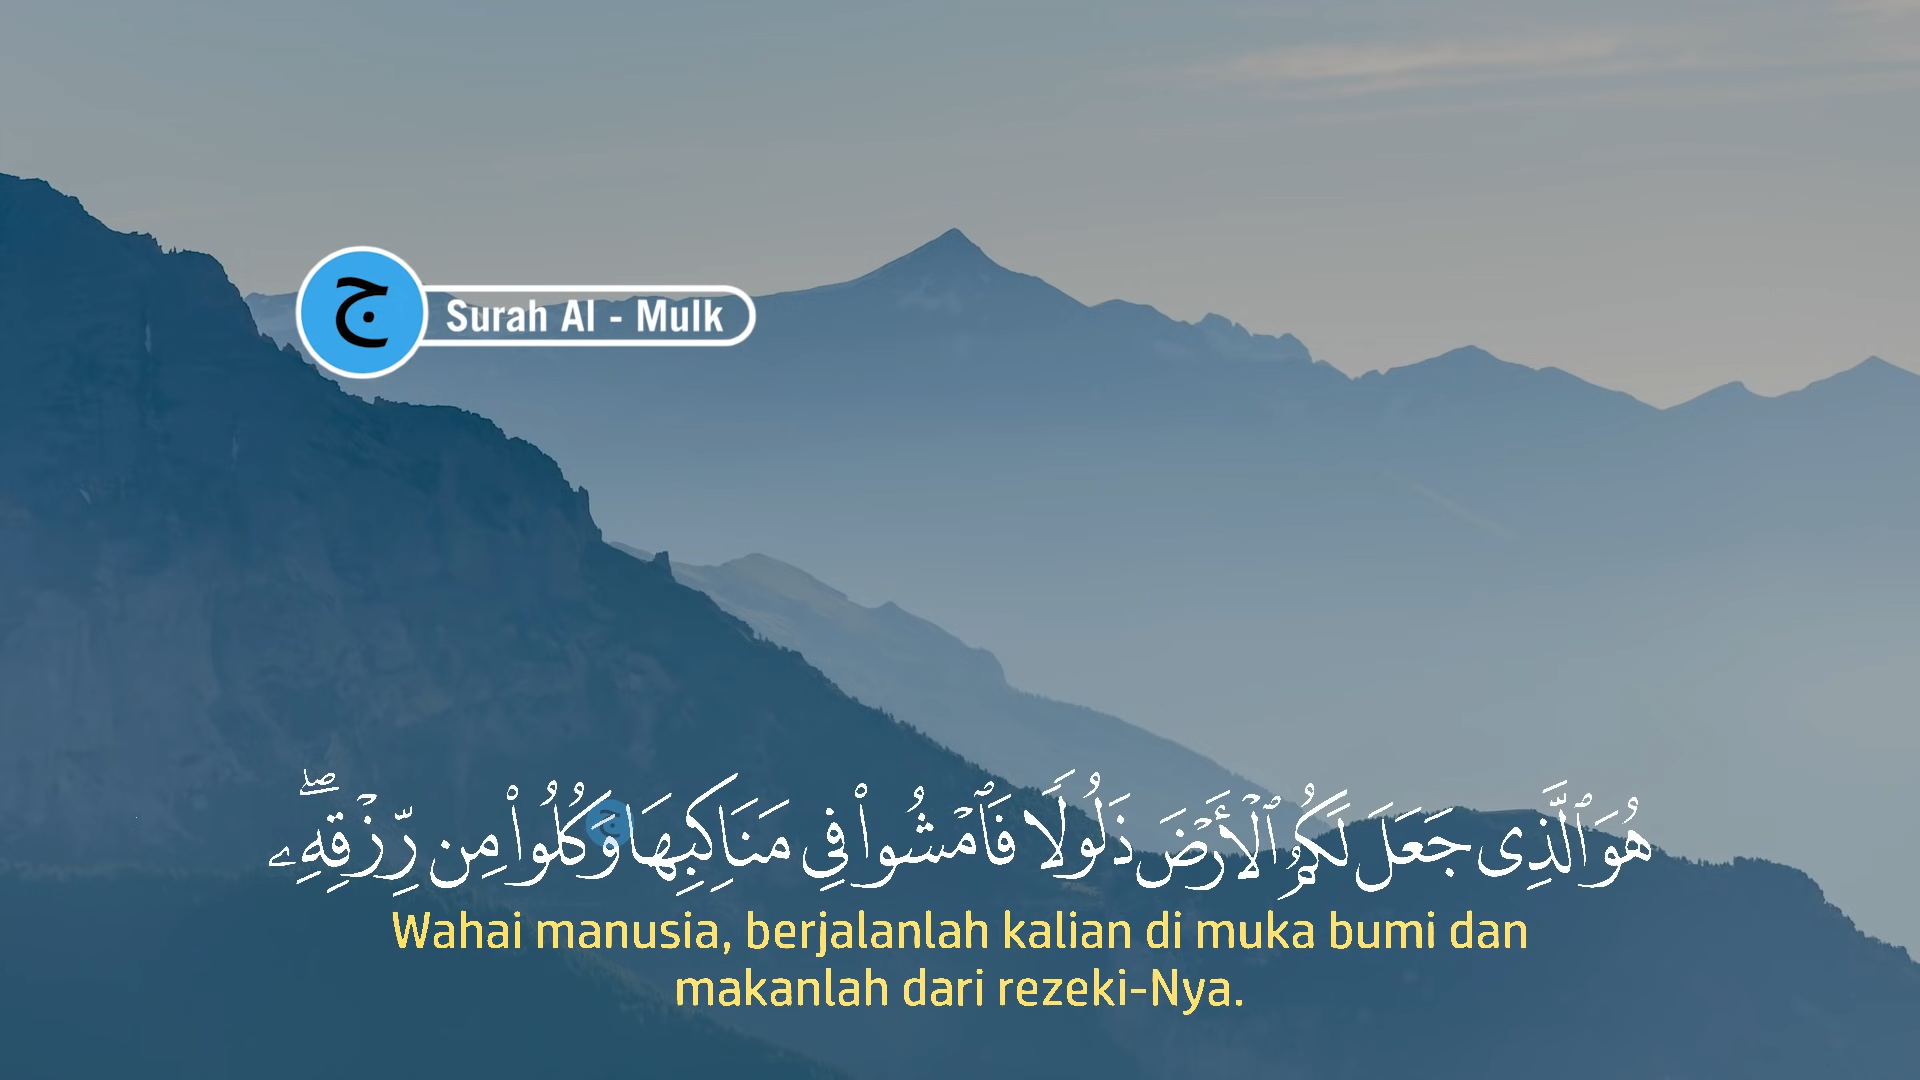 ج
Surah Al - Mulk
هُوَ ٱلَّذِى جَعَلَ لَكُمُ ٱلْأَرْضَ ذَلُولًا فَٱمْشُوا۟ فِى مَنَاكِبِهَا وَكُلُوا۟ مِن رِّزْقِهِۦ ۖ
Wahai manusia, berjalanlah kalian di muka bumi dan
makanlah dari rezeki-Nya.